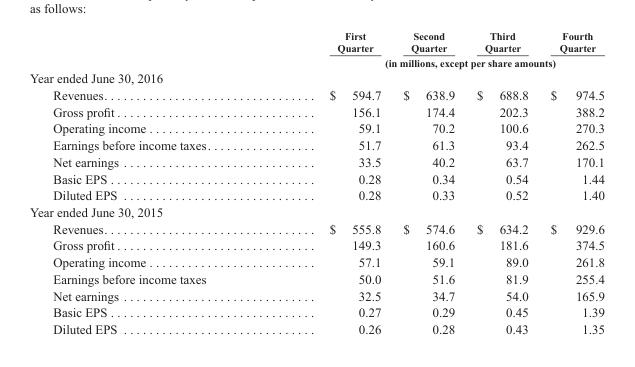 as follows:
First Second Third Fourth
Quarter Quarter Quarter Quarter
(in millions, except per share amounts)
Year ended June 30, 2016
Revenues. . . . . . . . . . . . . . . . . . . . . . . . . . . . . . . $ 594.7 $ 638.9 $ 688.8 $ 974.5
Gross profit . . . . . . . . . . . . . . . . . . . . . . . . . . . . . 156.1 174.4 202.3 388.2
Operating income . . . . . . . . . . . . . . . . . . . . . . . . 59.1 70.2 100.6 270.3
Earnings before income taxes. . . . . . . . . . . . . . . 51.7 61.3 93.4 262.5
Net earnings . . . . . . . . . . . . . . . . . . . . . . . . . . . . 33.5 40.2 63.7 170.1
Basic EPS . . . . . . . . . . . . . . . . . . . . . . . . . . . . . . 0.28 0.34 0.54 1.44
Diluted EPS . . . . . . . . . . . . . . . . . . . . . . . . . . . . 0.28 0.33 0.52 1.40
Year ended June 30, 2015
Revenues. . . . . . . . . . . . . . . . . . . . . . . . . . . . . . . $ 555.8 $ 574.6 $ 634.2 $ 929.6
Gross profit . . . . . . . . . . . . . . . . . . . . . . . . . . . . . 149.3 160.6 181.6 374.5
Operating income . . . . . . . . . . . . . . . . . . . . . . . . 57.1 59.1 89.0 261.8
Earnings before income taxes 50.0 51.6 81.9 255.4
Net earnings . . . . . . . . . . . . . . . . . . . . . . . . . . . . 32.5 34.7 54.0 165.9
Basic EPS . . . . . . . . . . . . . . . . . . . . . . . . . . . . . . 0.27 0.29 0.45 1.39
Diluted EPS . . . . . . . . . . . . . . . . . . . . . . . . . . . . 0.26 0.28 0.43 1.35